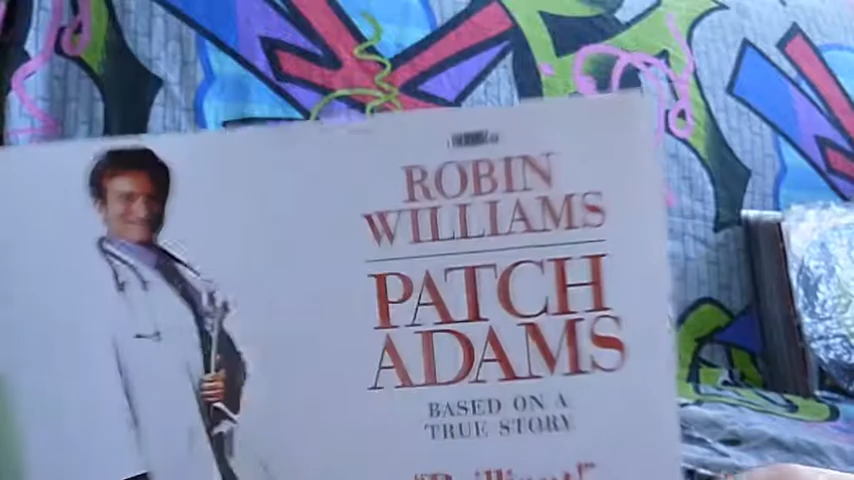 ROBIN
WILLIAMS
PATCH
ADAMS
BASED ON A
TRUE STORY